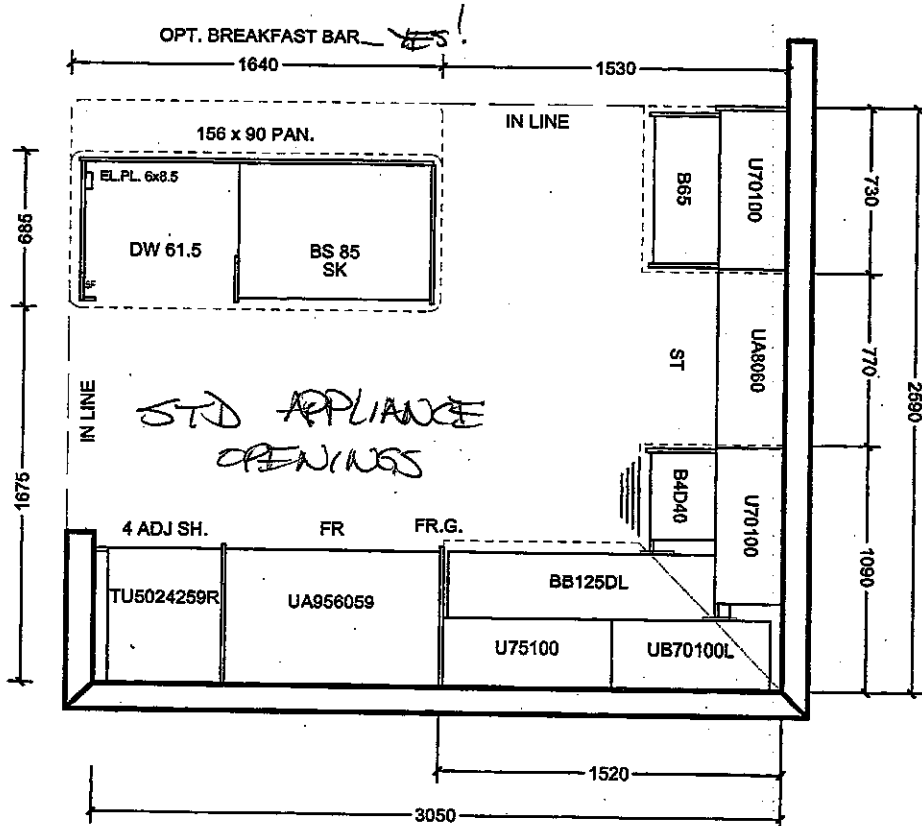 OPT. BREAKFAST BAR YES!
1640
1530
IN LINE
156 x 90 PAN.
EL.PL. 6x8.5
DW 61.5
BS 85
SK
SF
685
B65
U70100
730
ST
UA8060
770
2590
IN LINE
STD APPLIANCE
OPENINGS
B4D40
U70100
1090
1675
4 ADJ SH.
FR
FR.G.
TU5024259R
UA956059
BB125DL
U75100
UB70100L
1520
3050